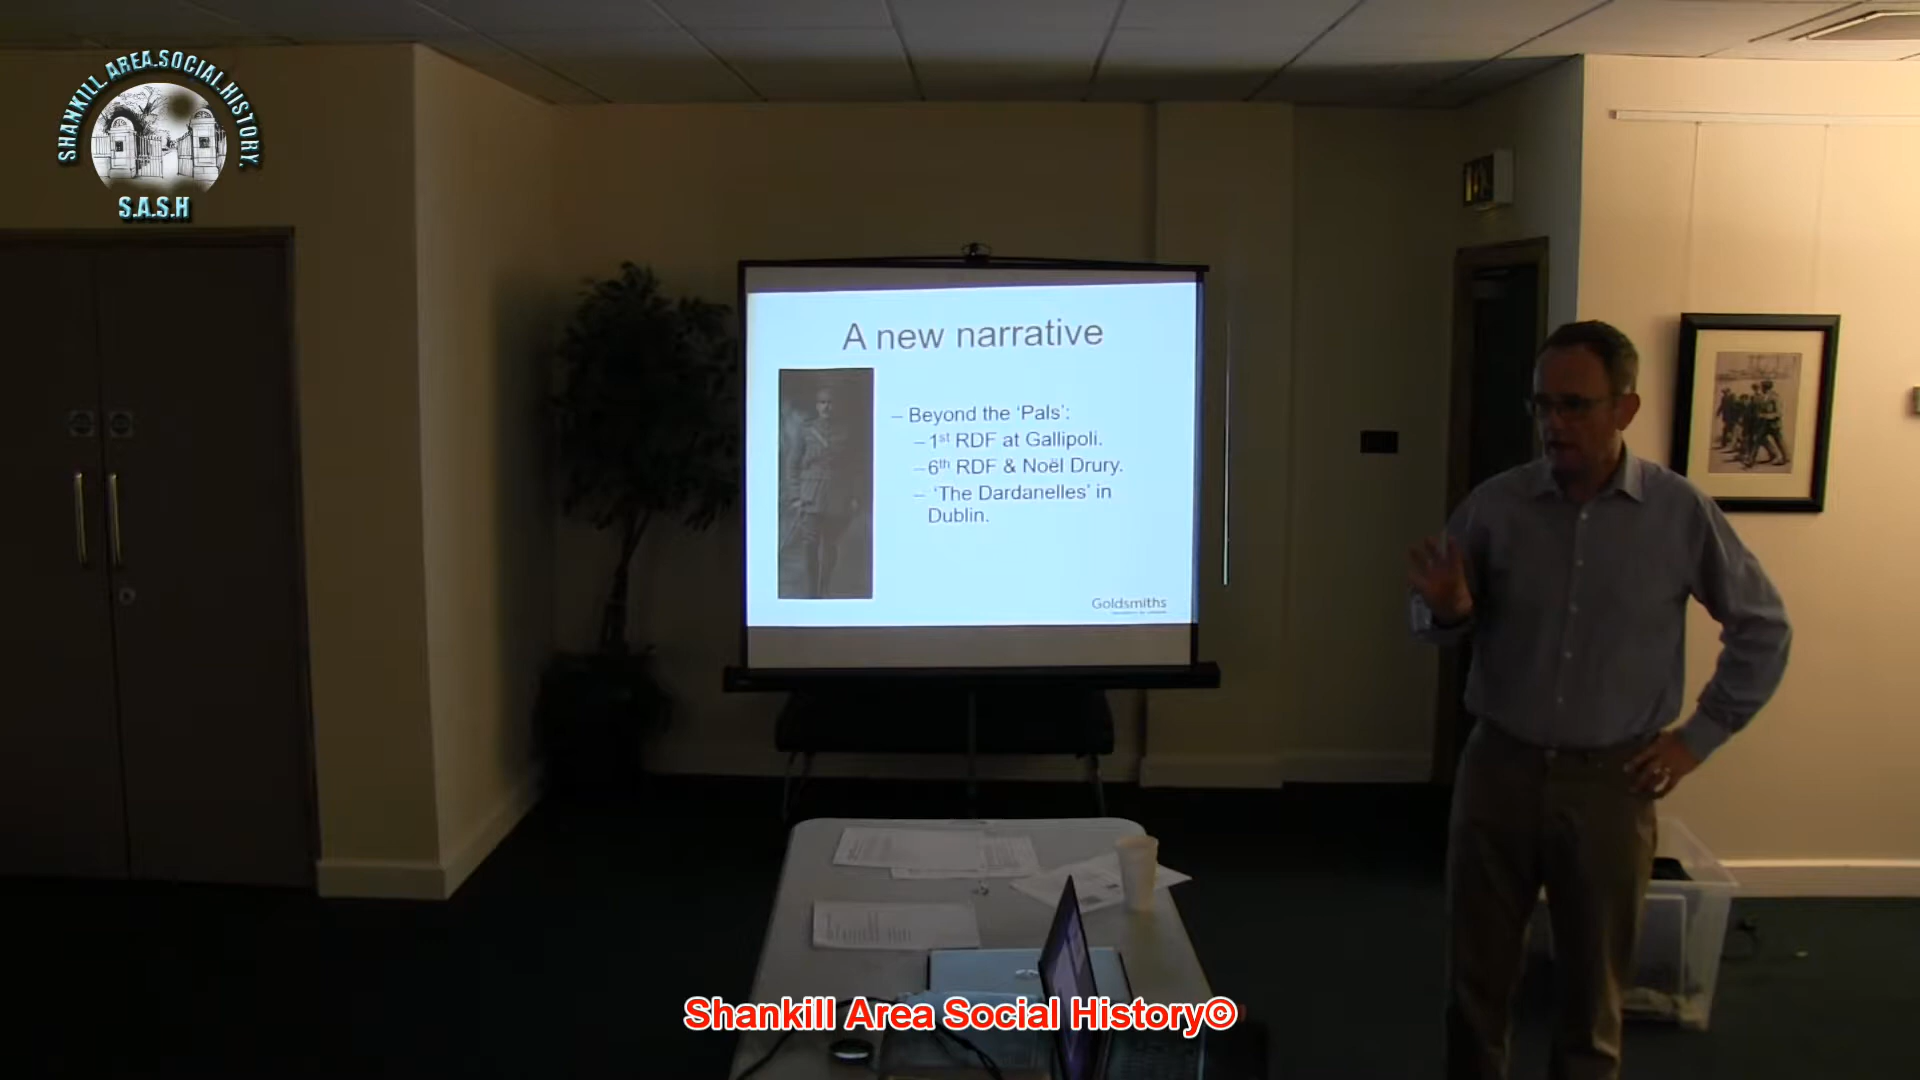 SHANKILL.AREA.SOCIAL.HISTORY.
S.A.S.H
A new narrative
– Beyond the ‘Pals’:
–1st RDF at Gallipoli.
–6th RDF & Noël Drury.
– ‘The Dardanelles’ in
Dublin.
Goldsmiths
Shankill Area Social History©